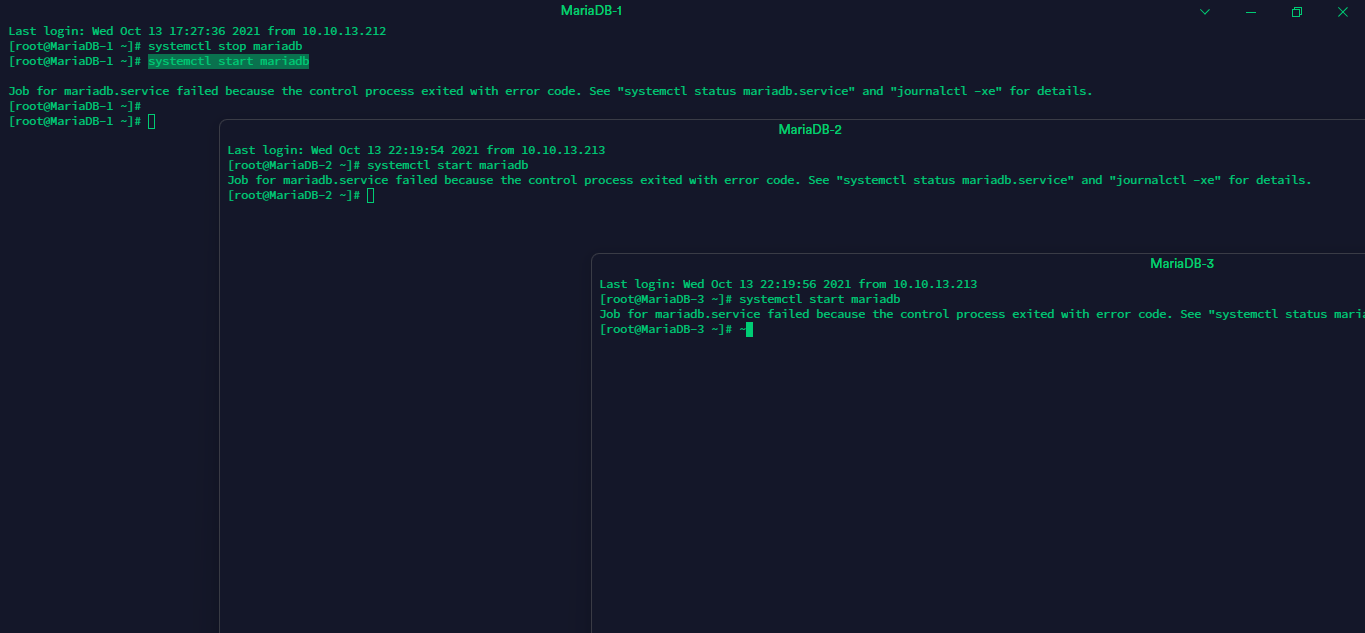 MariaDB-1
Last login: Wed Oct 13 17:27:36 2021 from 10.10.13.212
[root@MariaDB-1 ~]# systemctl stop mariadb
[root@MariaDB-1 ~]# systemctl start mariadb
Job for mariadb.service failed because the control process exited with error code. See "systemctl status mariadb.service" and "journalctl -xe" for details.
[root@MariaDB-1 ~]#
[root@MariaDB-1 ~]#
MariaDB-2
Last login: Wed Oct 13 22:19:54 2021 from 10.10.13.213
[root@MariaDB-2 ~]# systemctl start mariadb
Job for mariadb.service failed because the control process exited with error code. See "systemctl status mariadb.service" and "journalctl -xe" for details.
[root@MariaDB-2 ~]#
MariaDB-3
Last login: Wed Oct 13 22:19:56 2021 from 10.10.13.213
[root@MariaDB-3 ~]# systemctl start mariadb
Job for mariadb.service failed because the control process exited with error code. See "systemctl status maria
[root@MariaDB-3 ~]# ~